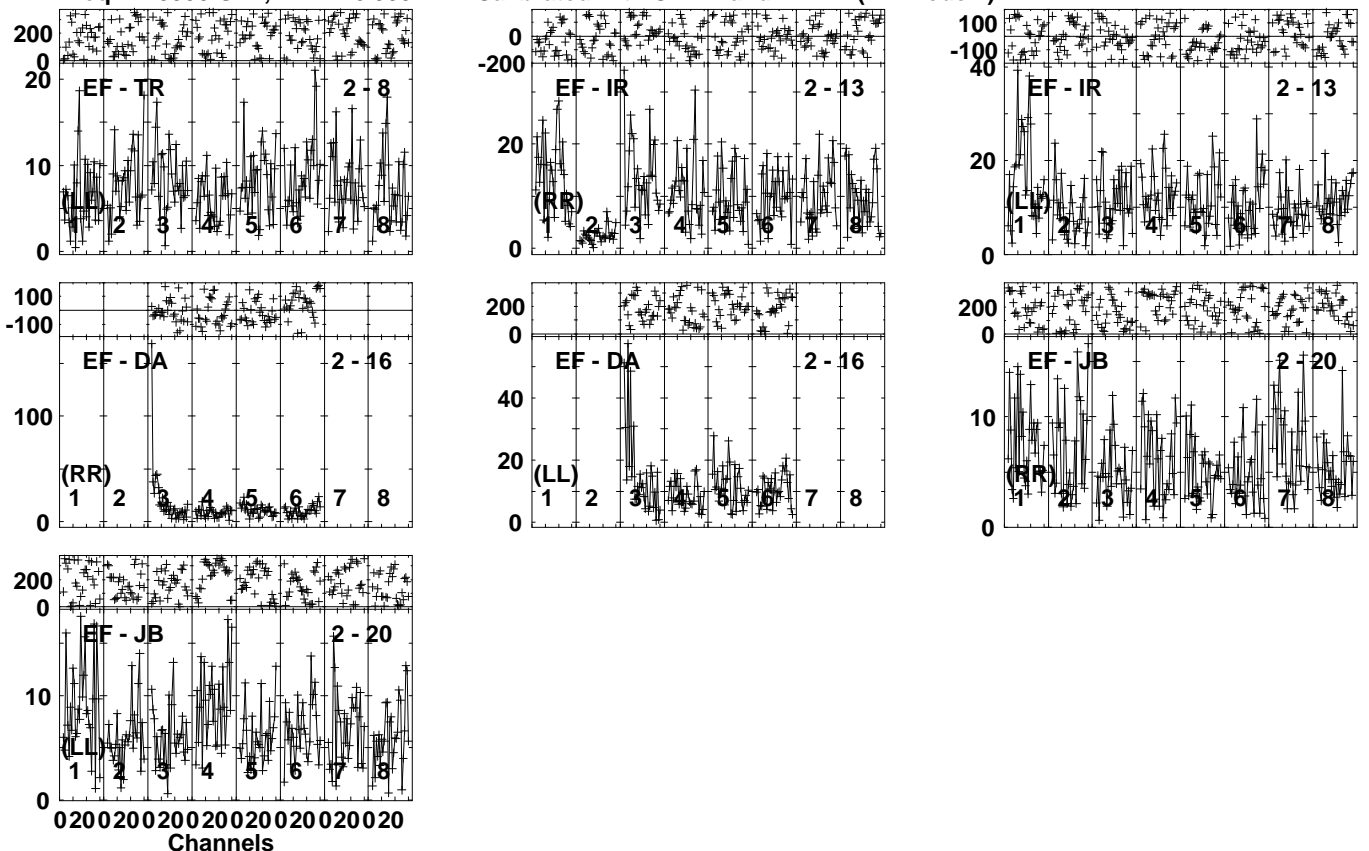 200
0
20
10
0
EF - TR 2 - 8
(LL)
1 2 3 4 5 6 7 8
0
-200
20
0
EF - IR 2 - 13
(RR)
1 2 3 4 5 6 7 8
100
-100
40
20
0
EF - IR 2 - 13
(LL)
1 2 3 4 5 6 7 8
100
-100
100
0
EF - DA 2 - 16
(RR)
1 2 3 4 5 6 7 8
200
0
40
20
0
EF - DA 2 - 16
(LL)
1 2 3 4 5 6 7 8
200
0
10
0
EF - JB 2 - 20
(RR)
1 2 3 4 5 6 7 8
200
0
10
0
EF - JB 2 - 20
(LL)
1 2 3 4 5 6 7 8
0 20 0 20 0 20 0 20 0 20 0 20 0 20 0 20
Channels